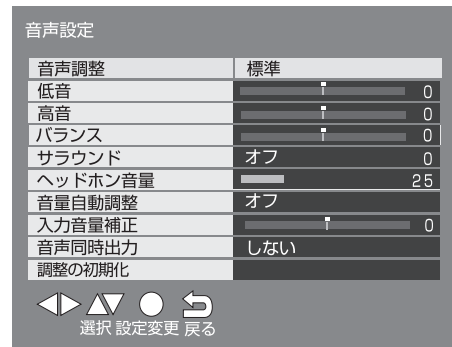 音声設定
音声調整 標準
低音 0
高音 0
バランス 0
サラウンド オフ 0
ヘッドホン音量 25
音量自動調整 オフ
入力音量補正 0
音声同時出力 しない
調整の初期化
選択 設定変更 戻る